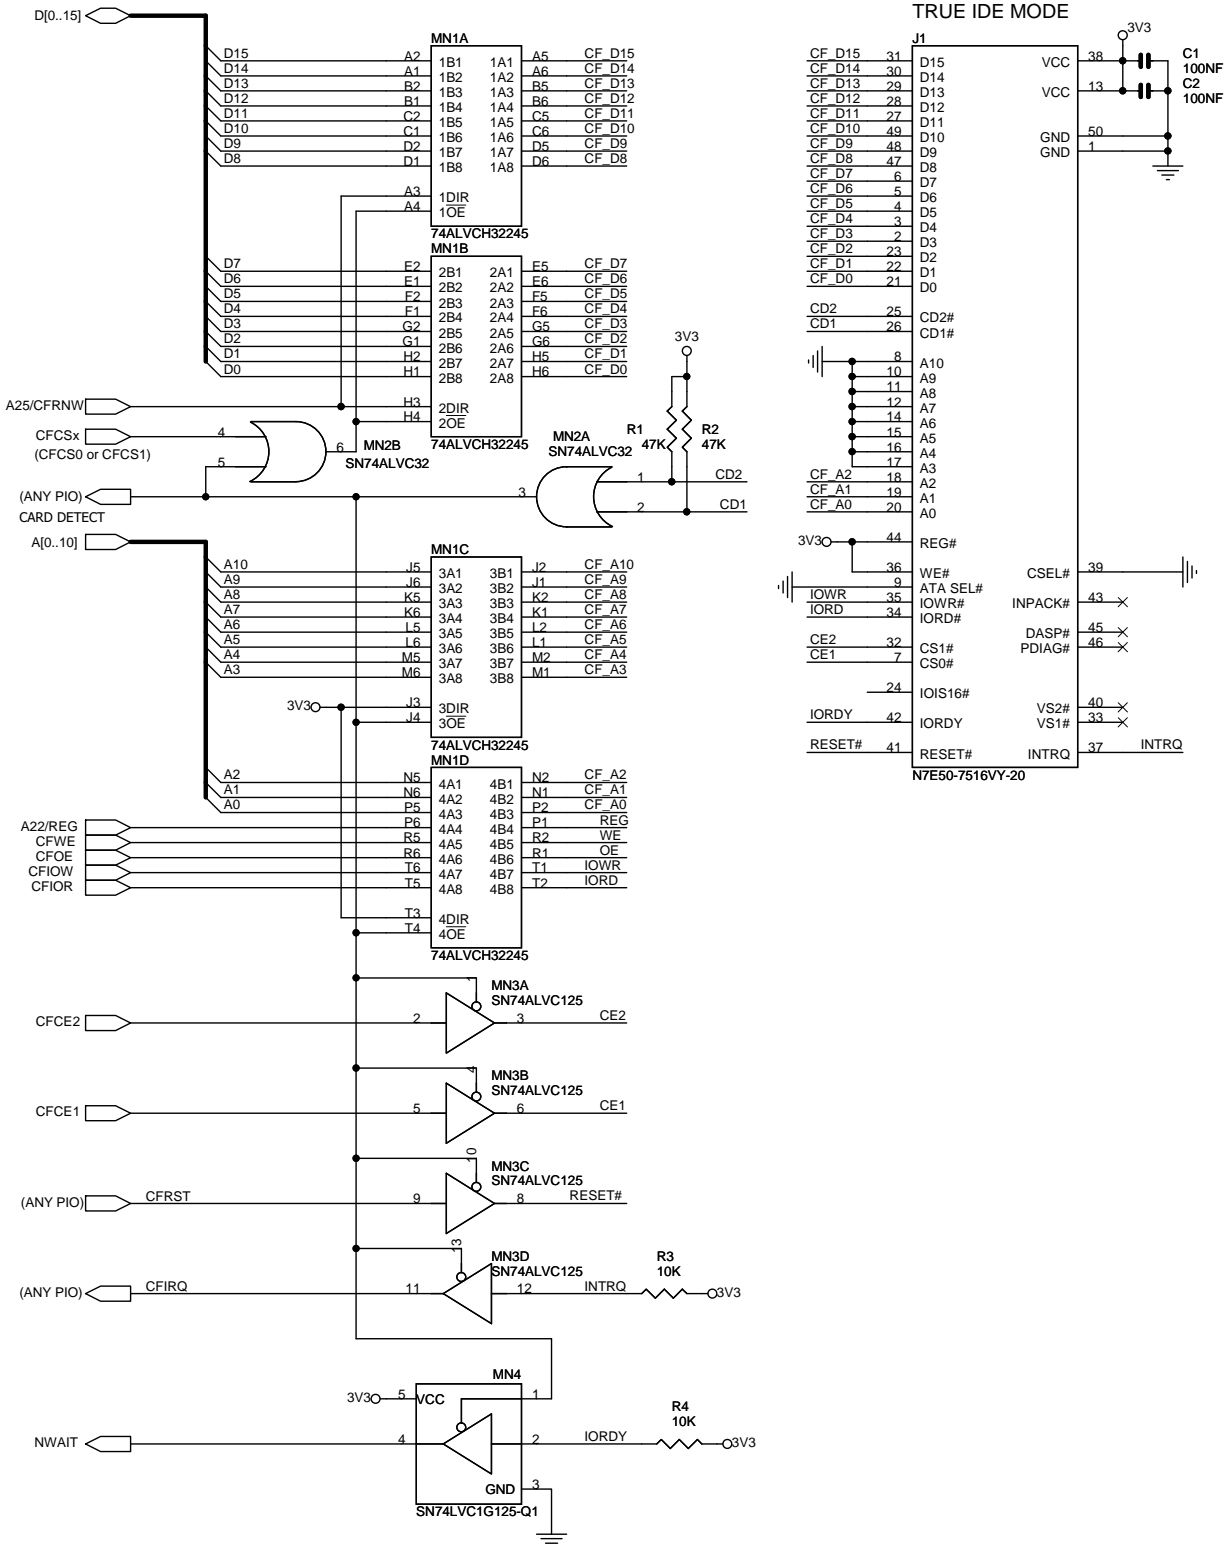 TRUE IDE MODE
D[0..15]
MN1A
D15 A2 1B1 1A1 A5 CF_D15
D14 A1 1B2 1A2 A6 CF_D14
D13 B2 1B3 1A3 B5 CF_D13
D12 B1 1B4 1A4 B6 CF_D12
D11 C2 1B5 1A5 C5 CF_D11
D10 C1 1B6 1A6 C6 CF_D10
D9 D2 1B7 1A7 D5 CF_D9
D8 D1 1B8 1A8 D6 CF_D8
A3 1DIR
A4 1OE
74ALVCH32245
MN1B
D7 E2 2B1 2A1 E5 CF_D7
D6 E1 2B2 2A2 E6 CF_D6
D5 F2 2B3 2A3 F5 CF_D5
D4 F1 2B4 2A4 F6 CF_D4
D3 G2 2B5 2A5 G5 CF_D3
D2 G1 2B6 2A6 G6 CF_D2
D1 H2 2B7 2A7 H5 CF_D1
D0 H1 2B8 2A8 H6 CF_D0
A25/CFRNW H3 2DIR
H4 2OE
74ALVCH32245
CFCSx 4
(CFCS0 or CFCS1)
5 6 MN2B
SN74ALVC32
3V3
R1 47K
R2 47K
MN2A
SN74ALVC32
1 CD2
2 CD1
3
(ANY PIO)
CARD DETECT
A[0..10]
MN1C
A10 J5 3A1 3B1 J2 CF_A10
A9 J6 3A2 3B2 J1 CF_A9
A8 K5 3A3 3B3 K2 CF_A8
A7 K6 3A4 3B4 K1 CF_A7
A6 L5 3A5 3B5 L2 CF_A6
A5 L6 3A6 3B6 L1 CF_A5
A4 M5 3A7 3B7 M2 CF_A4
A3 M6 3A8 3B8 M1 CF_A3
3V3 J3 3DIR
J4 3OE
74ALVCH32245
MN1D
A2 N5 4A1 4B1 N2 CF_A2
A1 N6 4A2 4B2 N1 CF_A1
A0 P5 4A3 4B3 P2 CF_A0
A22/REG P6 4A4 4B4 P1 REG
CFWE R5 4A5 4B5 R2 WE
CFOE R6 4A6 4B6 R1 OE
CFIOW T6 4A7 4B7 T1 IOWR
CFIOR T5 4A8 4B8 T2 IORD
T3 4DIR
T4 4OE
74ALVCH32245
1 MN3A
SN74ALVC125
CFCE2 2 3 CE2
4 MN3B
SN74ALVC125
CFCE1 5 6 CE1
10 MN3C
SN74ALVC125
(ANY PIO) CFRST 9 8 RESET#
13 MN3D
SN74ALVC125
R3
10K
(ANY PIO) CFIRQ 11 12 INTRQ 3V3
MN4
3V3 5 VCC 1
R4
10K
NWAIT 4 2 IORDY 3V3
GND 3
SN74LVC1G125-Q1
J1
3V3
CF_D15 31 D15 VCC 38 C1
100NF
CF_D14 30 D14
CF_D13 29 D13 VCC 13 C2
100NF
CF_D12 28 D12
CF_D11 27 D11
CF_D10 49 D10 GND 50
CF_D9 48 D9 GND 1
CF_D8 47 D8
CF_D7 6 D7
CF_D6 5 D6
CF_D5 4 D5
CF_D4 3 D4
CF_D3 2 D3
CF_D2 23 D2
CF_D1 22 D1
CF_D0 21 D0
CD2 25 CD2#
CD1 26 CD1#
8 A10
10 A9
11 A8
12 A7
14 A6
15 A5
16 A4
17 A3
CF_A2 18 A2
CF_A1 19 A1
CF_A0 20 A0
3V3 44 REG#
36 WE# CSEL# 39
9 ATA SEL#
IOWR 35 IOWR# INPACK# 43
IORD 34 IORD#
DASP# 45
CE2 32 CS1# PDIAG# 46
CE1 7 CS0#
24 IOIS16#
VS2# 40
IORDY 42 IORDY VS1# 33
RESET# 41 RESET# INTRQ 37 INTRQ
N7E50-7516VY-20